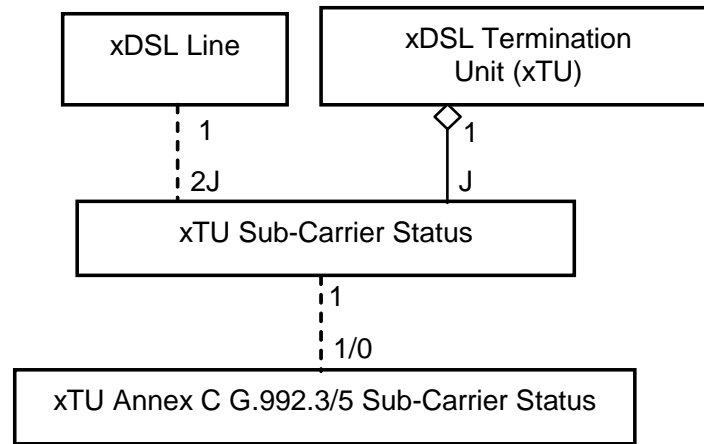 xDSL Line
xDSL Termination
Unit (xTU)
1
1
2J
J
xTU Sub-Carrier Status
1
1/0
xTU Annex C G.992.3/5 Sub-Carrier Status